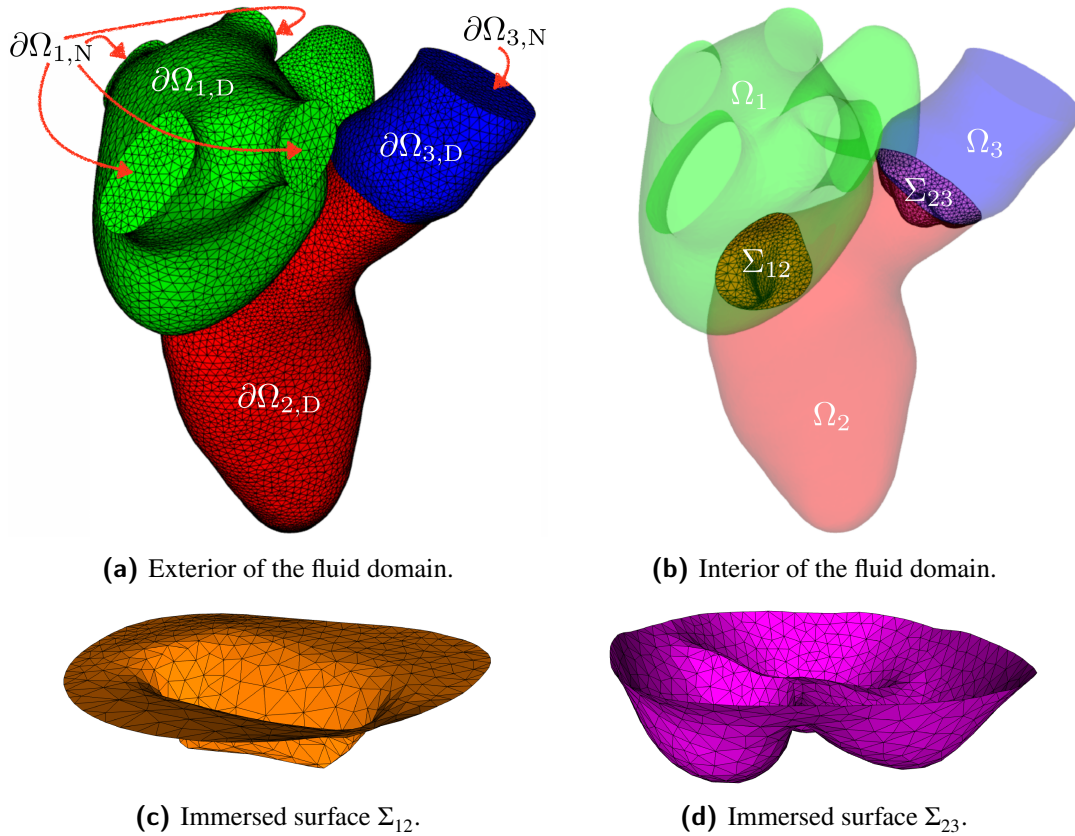 ∂Ω₁,N
∂Ω₁,D
∂Ω₃,N
∂Ω₃,D
∂Ω₂,D
Ω₁
Ω₃
Σ₂₃
Σ₁₂
Ω₂
(a) Exterior of the fluid domain.
(b) Interior of the fluid domain.
(c) Immersed surface Σ₁₂.
(d) Immersed surface Σ₂₃.